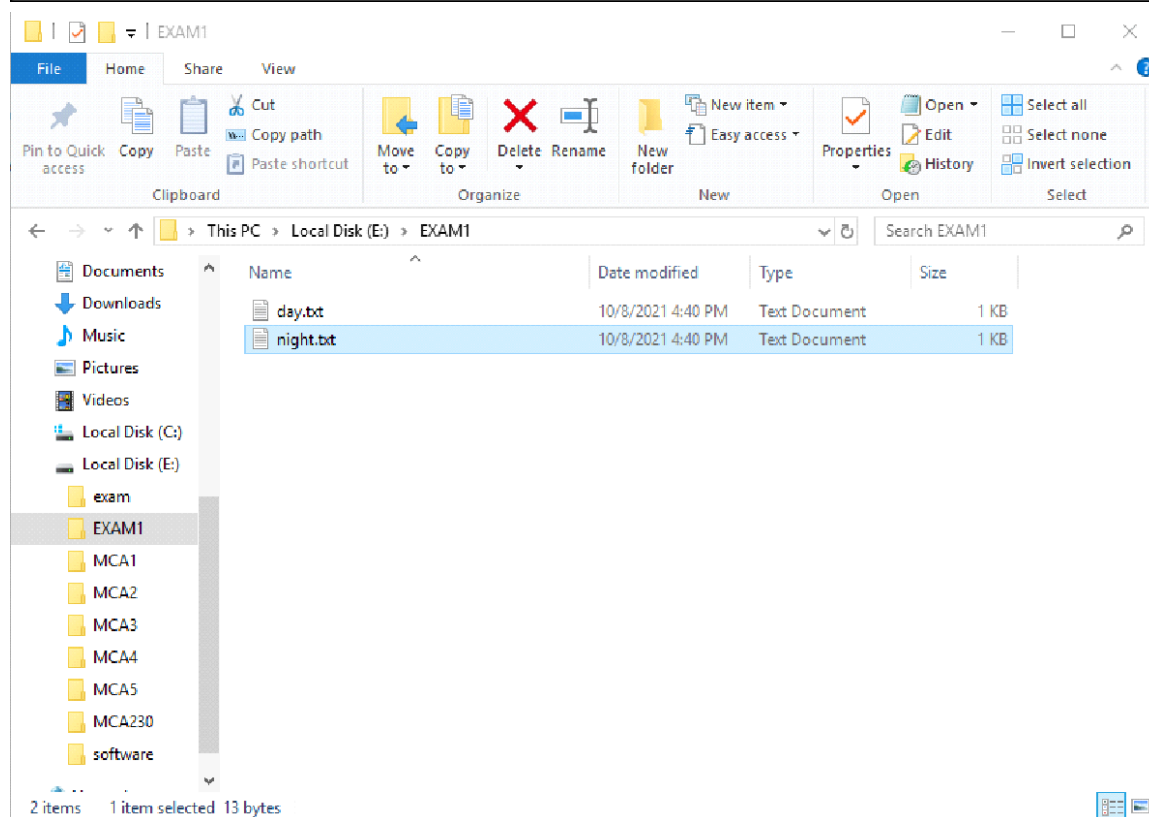 EXAM1
File Home Share View
Pin to Quick access
Copy
Paste
Cut
Copy path
Paste shortcut
Clipboard
Move to
Copy to
Delete
Rename
Organize
New folder
New item
Easy access
New
Properties
Open
Edit
History
Open
Select all
Select none
Invert selection
Select
This PC > Local Disk (E:) > EXAM1
Search EXAM1
Documents
Downloads
Music
Pictures
Videos
Local Disk (C:)
Local Disk (E:)
exam
EXAM1
MCA1
MCA2
MCA3
MCA4
MCA5
MCA230
software
Name Date modified Type Size
day.txt 10/8/2021 4:40 PM Text Document 1 KB
night.txt 10/8/2021 4:40 PM Text Document 1 KB
2 items 1 item selected 13 bytes